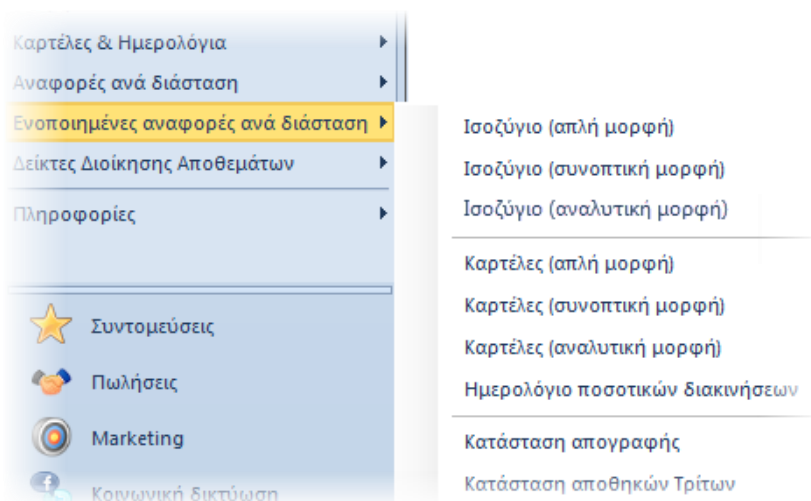 Καρτέλες & Ημερολόγια
Αναφορές ανά διάσταση
Ενοποιημένες αναφορές ανά διάσταση
Δείκτες Διοίκησης Αποθεμάτων
Πληροφορίες
Συντομεύσεις
Πωλήσεις
Marketing
Κοινωνική δικτύωση
Ισοζύγιο (απλή μορφή)
Ισοζύγιο (συνοπτική μορφή)
Ισοζύγιο (αναλυτική μορφή)
Καρτέλες (απλή μορφή)
Καρτέλες (συνοπτική μορφή)
Καρτέλες (αναλυτική μορφή)
Ημερολόγιο ποσοτικών διακινήσεων
Κατάσταση απογραφής
Κατάσταση αποθηκών Τρίτων